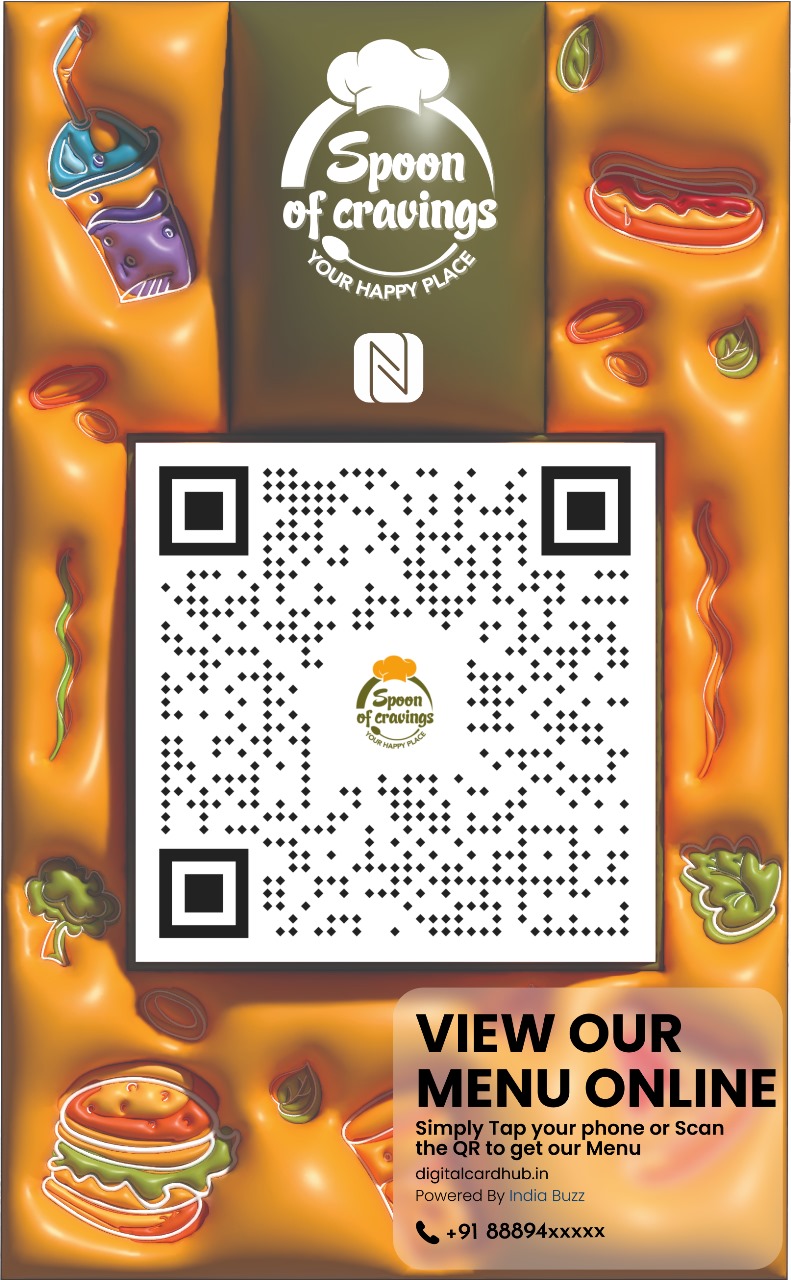 Spoon
of cravings
YOUR HAPPY PLACE
Spoon
of cravings
YOUR HAPPY PLACE
VIEW OUR
MENU ONLINE
Simply Tap your phone or Scan
the QR to get our Menu
digitalcardhub.in
Powered By India Buzz
+91 88894xxxxx